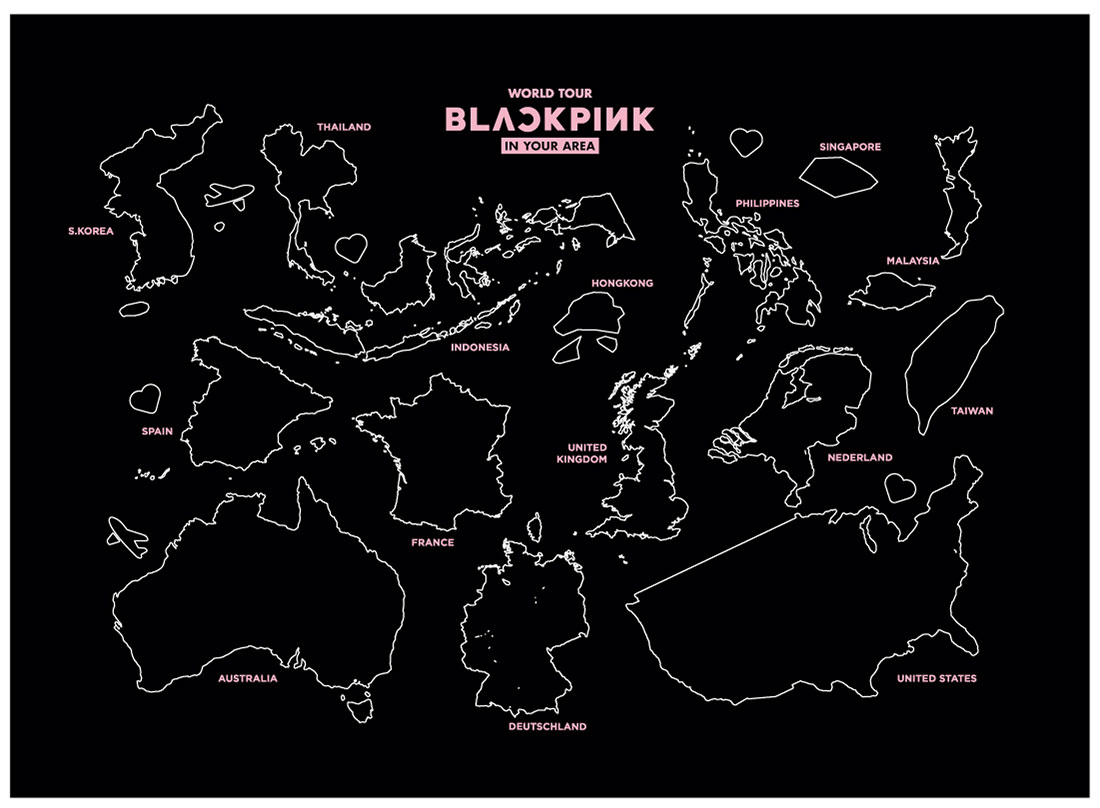 WORLD TOUR
BLACKPINK
IN YOUR AREA
THAILAND
SINGAPORE
PHILIPPINES
S.KOREA
MALAYSIA
HONGKONG
INDONESIA
TAIWAN
SPAIN
UNITED
KINGDOM
NEDERLAND
FRANCE
AUSTRALIA
UNITED STATES
DEUTSCHLAND